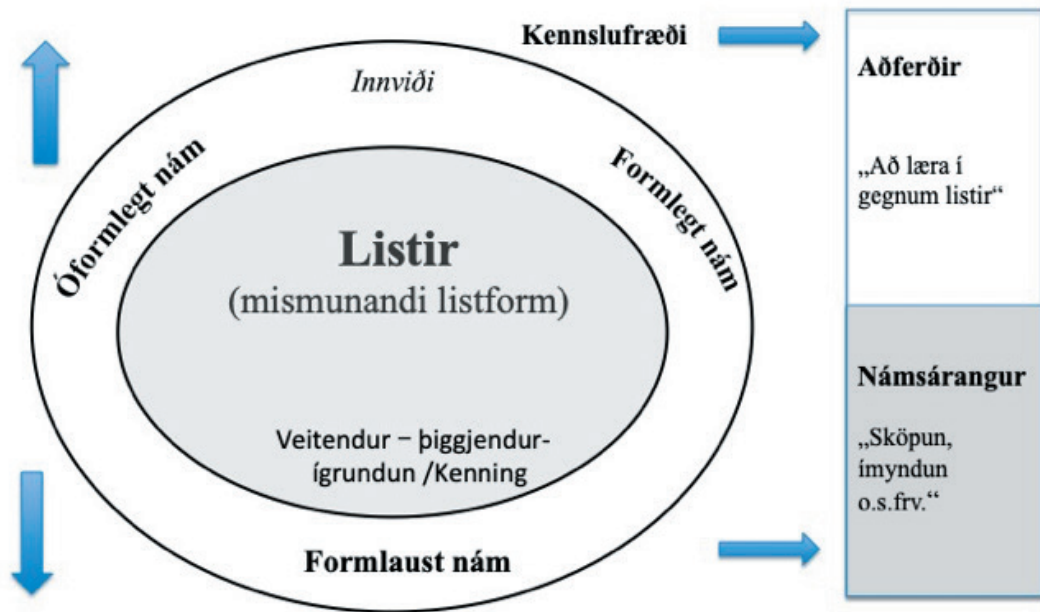 Kennslufræði
Innviði
Óformlegt nám
Formlegt nám
Listir
(mismunandi listform)
Veitendur – þiggjendur-
ígrundun /Kenning
Formlaust nám
Aðferðir
„Að læra í
gegnum listir“
Námsárangur
„Sköpun,
ímyndun
o.s.frv.“